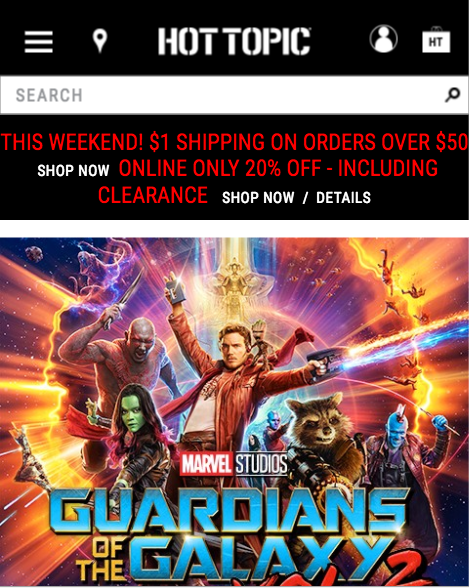 HOT TOPIC
HT
SEARCH
THIS WEEKEND! $1 SHIPPING ON ORDERS OVER $50
SHOP NOW ONLINE ONLY 20% OFF - INCLUDING
CLEARANCE SHOP NOW / DETAILS
MARVEL STUDIOS
GUARDIANS
OF THE GALAXY
VOL. 2